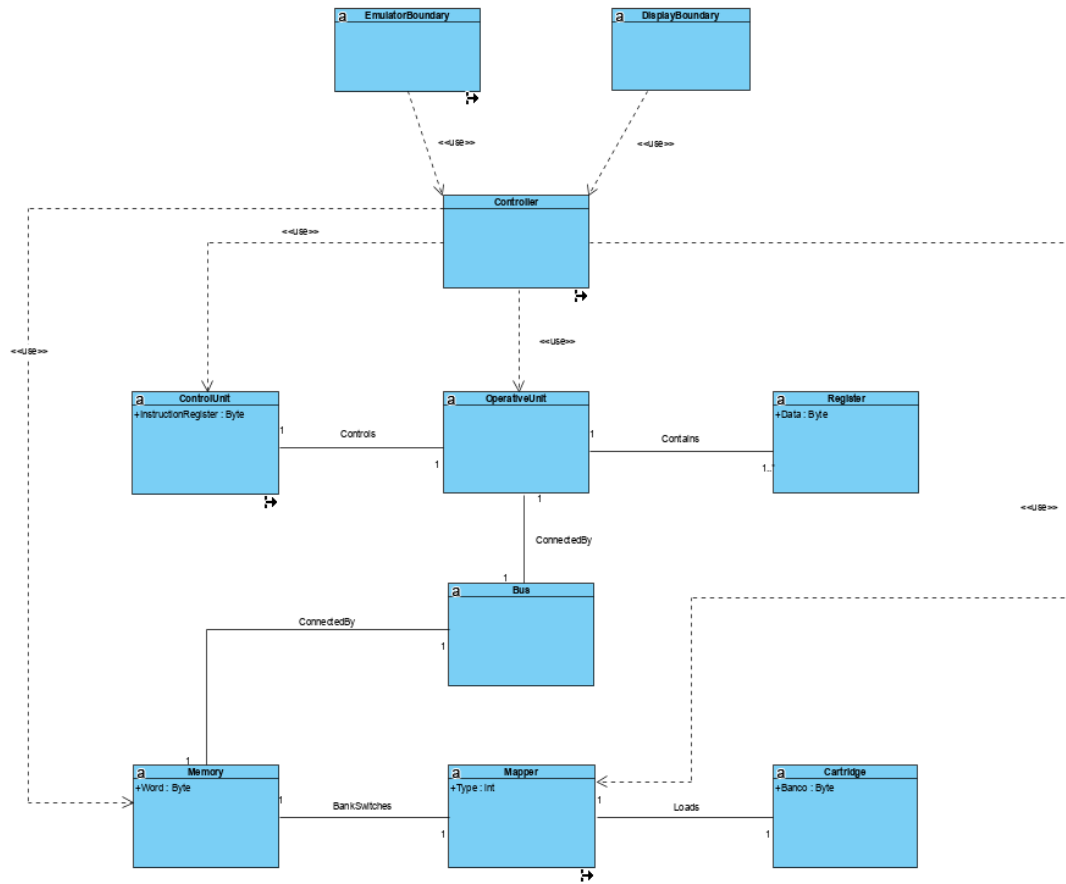 a EmulatorBoundary
a DisplayBoundary
<<use>>
<<use>>
Controller
<<use>>
<<use>>
<<use>>
a ControlUnit
+InstructionRegister : Byte
a OperativeUnit
a Register
+Data : Byte
1
Controls
1
1
Contains
1..*
1
<<use>>
ConnectedBy
1
a Bus
ConnectedBy
1
1
a Memory
+Word : Byte
a Mapper
+Type : Int
a Cartridge
+Banco : Byte
1
BankSwitches
1
1
Loads
1